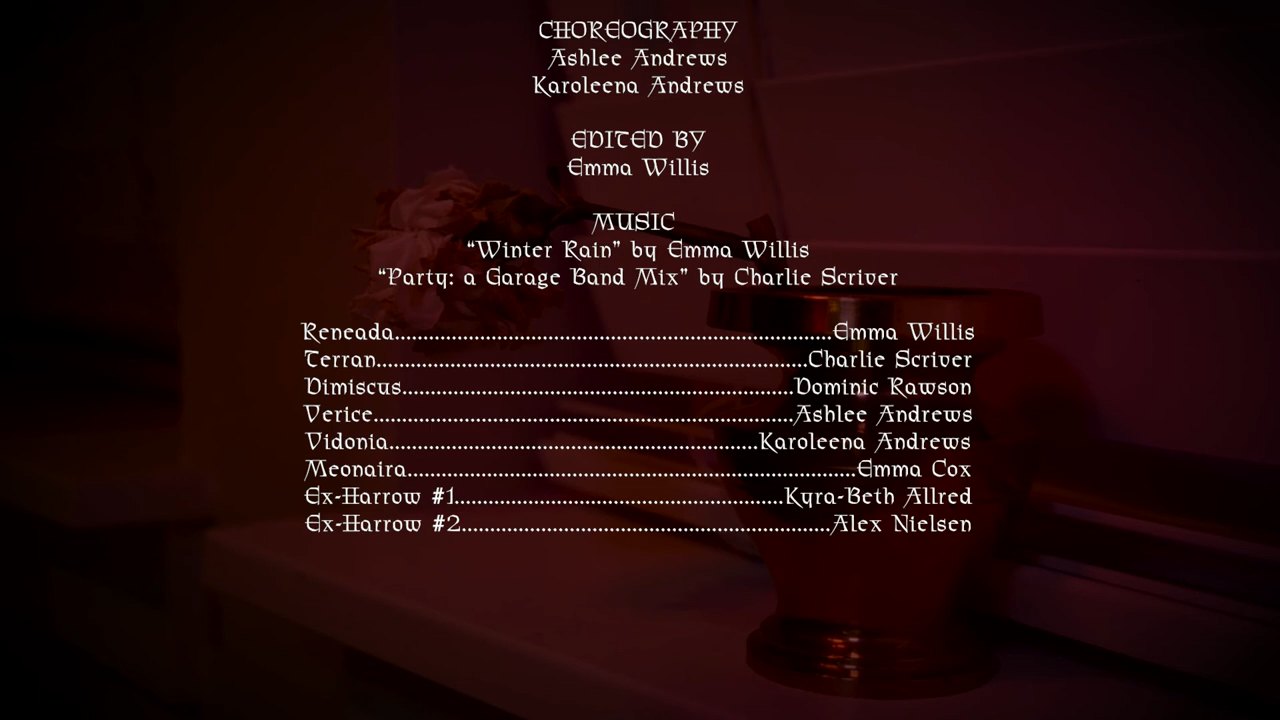 CHOREOGRAPHY
Ashlee Andrews
Karoleena Andrews
EDITED BY
Emma Willis
MUSIC
“Winter Rain” by Emma Willis
“Party: a Garage Band Mix” by Charlie Scriver
Reneada........................................................Emma Willis
Terran........................................................Charlie Scriver
Dimiscus..................................................Dominic Rawson
Verice......................................................Ashlee Andrews
Vidonia...............................................Karoleena Andrews
Meonaira.........................................................Emma Cox
Ex-Harrow #1..........................................Kyra-Beth Allred
Ex-Harrow #2...............................................Alex Nielsen